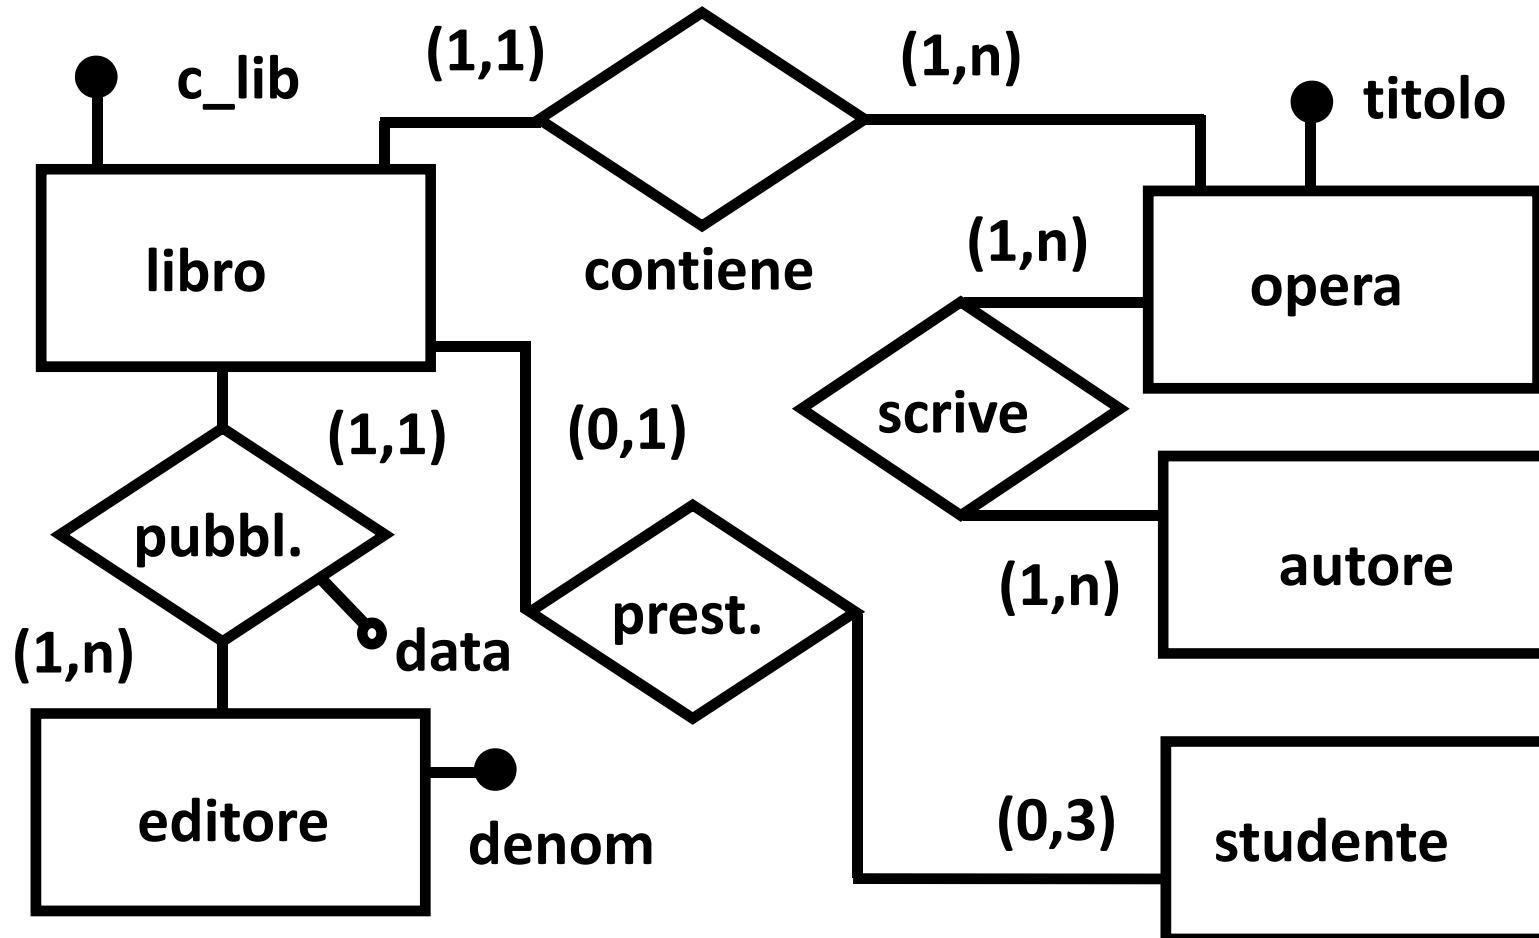 (1,1)
(1,n)
c_lib
titolo
libro
contiene
(1,n)
opera
(1,1)
(0,1)
scrive
pubbl.
prest.
(1,n)
autore
(1,n)
data
editore
denom
(0,3)
studente